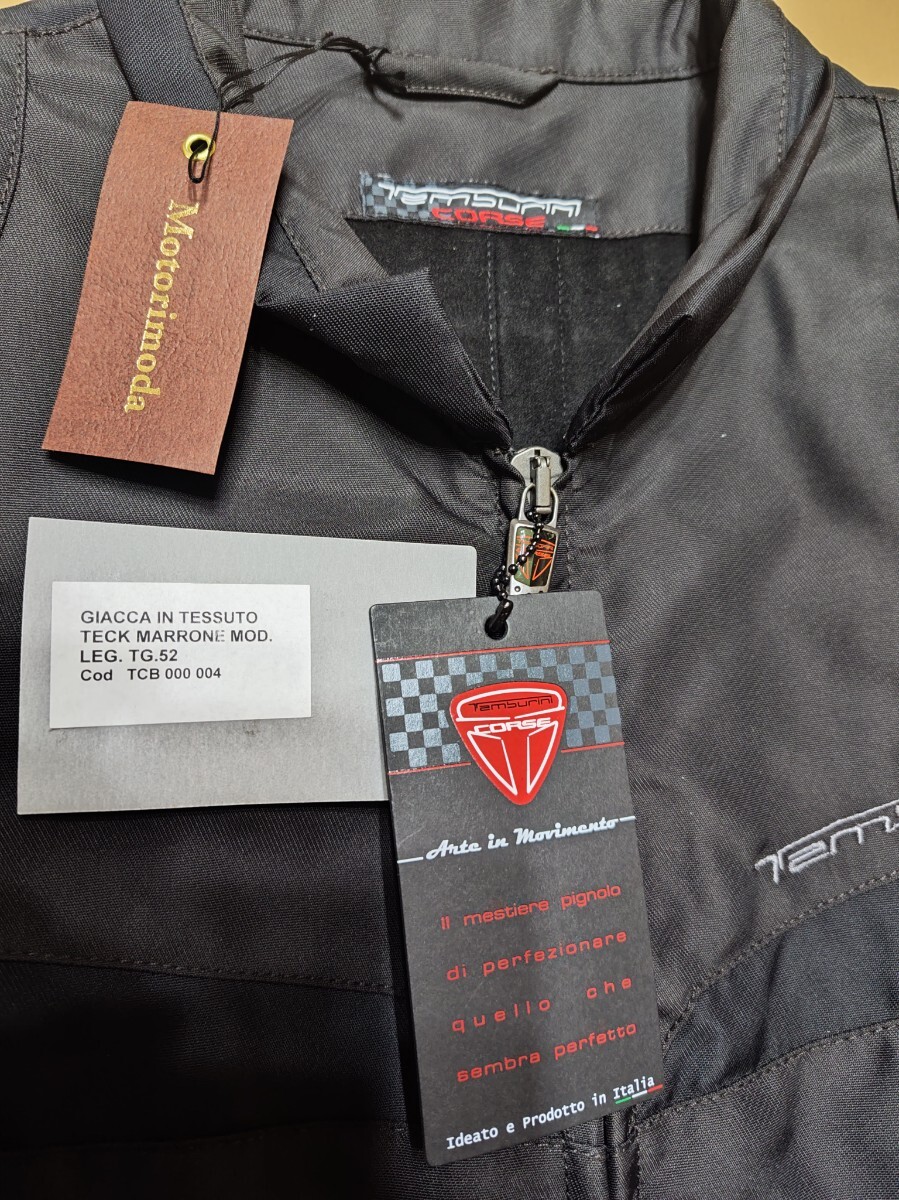 Tamburini
CORSE
Motorimoda
GIACCA IN TESSUTO
TECK MARRONE MOD.
LEG. TG.52
Cod TCB 000 004
Tamburini
CORSE
Arte in Movimento
Il mestiere pignolo
di perfezionare
quello che
sembra perfetto
Ideato e Prodotto in Italia